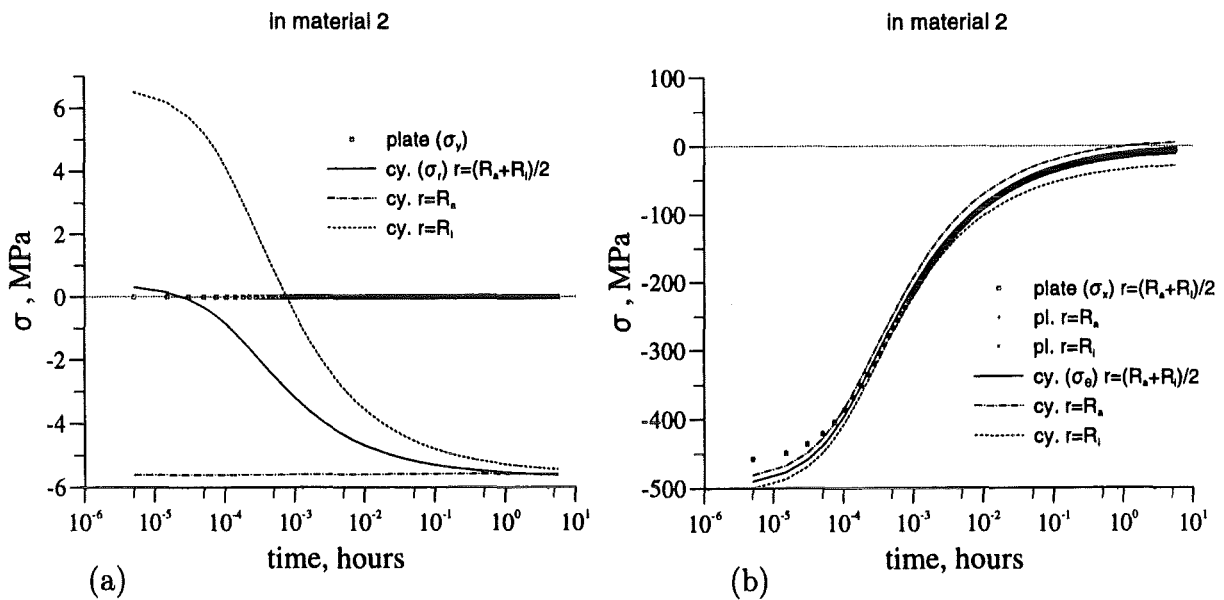 in material 2
6
4
2
0
-2
-4
-6
σ , MPa
plate (σy)
cy. (σr) r=(Ra+Ri)/2
cy. r=Ra
cy. r=Ri
10-6
10-5
10-4
10-3
10-2
10-1
100
101
time, hours
(a)
in material 2
100
0
-100
-200
-300
-400
-500
σ , MPa
plate (σx) r=(Ra+Ri)/2
pl. r=Ra
pl. r=Ri
cy. (σθ) r=(Ra+Ri)/2
cy. r=Ra
cy. r=Ri
10-6
10-5
10-4
10-3
10-2
10-1
100
101
time, hours
(b)